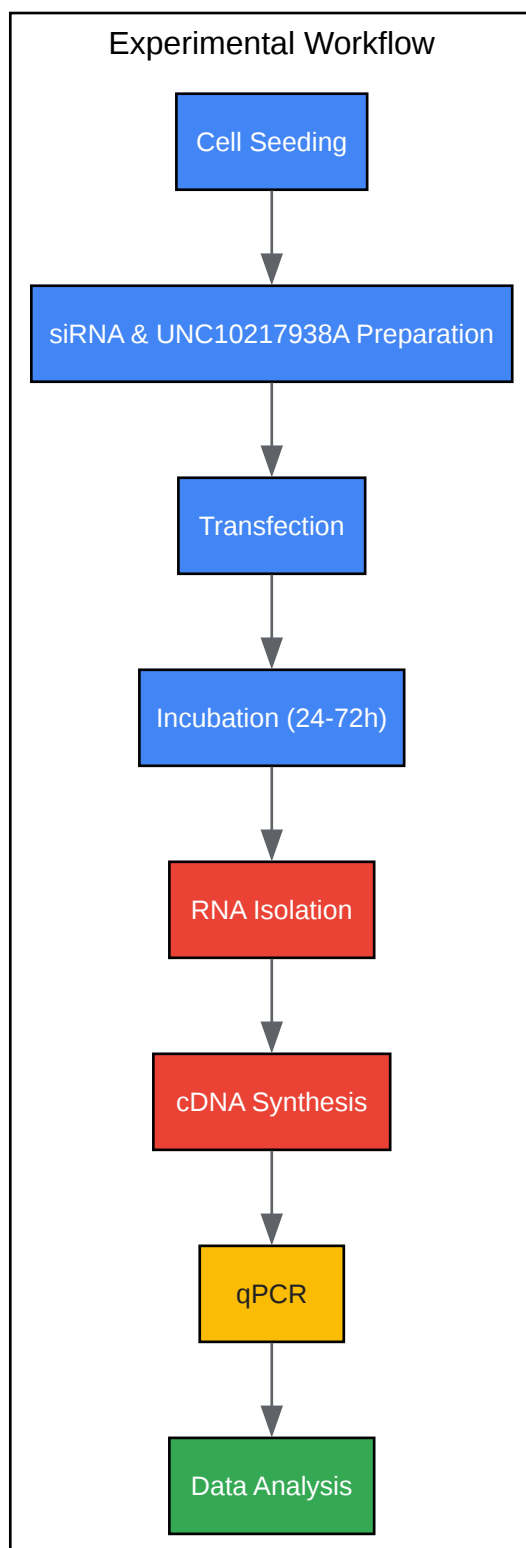 Experimental Workflow
Cell Seeding
siRNA & UNC10217938A Preparation
Transfection
Incubation (24-72h)
RNA Isolation
cDNA Synthesis
qPCR
Data Analysis